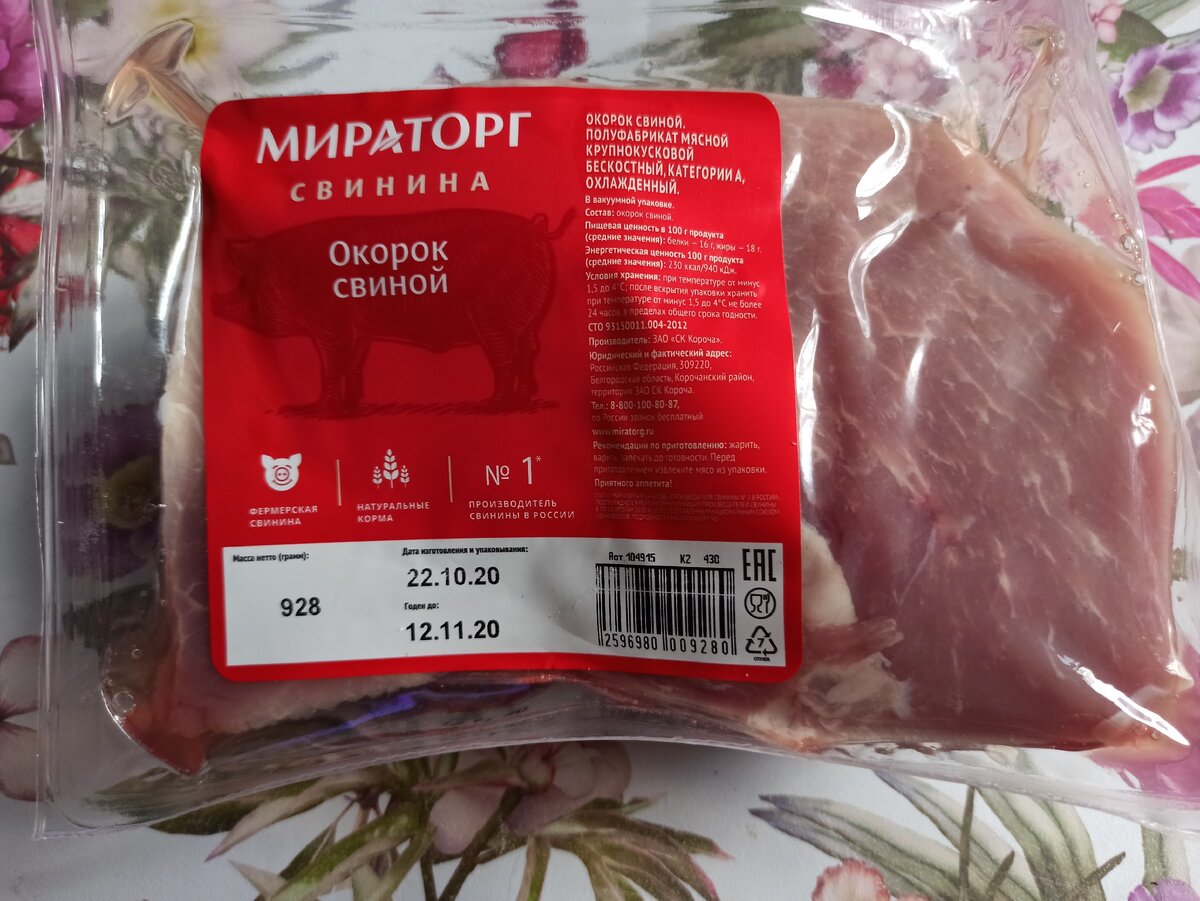 МИРАТОРГ
СВИНИНА
Окорок
свиной
ФЕРМЕРСКАЯ
СВИНИНА
НАТУРАЛЬНЫЕ
КОРМА
№ 1*
ПРОИЗВОДИТЕЛЬ
СВИНИНЫ В РОССИИ
ОКОРОК СВИНОЙ,
ПОЛУФАБРИКАТ МЯСНОЙ
КРУПНОКУСКОВОЙ
БЕСКОСТНЫЙ, КАТЕГОРИИ А,
ОХЛАЖДЕННЫЙ.
В вакуумной упаковке.
Состав: окорок свиной.
Пищевая ценность в 100 г продукта
(средние значения): белки – 16 г, жиры – 18 г.
Энергетическая ценность 100 г продукта
(средние значения): 230 ккал/940 кДж.
Условия хранения: при температуре от минус
1,5 до 4°С; после вскрытия упаковки хранить
при температуре от минус 1,5 до 4°С не более
24 часов, в пределах общего срока годности.
СТО 93150011.004-2012
Производитель: ЗАО «СК Короча».
Юридический и фактический адрес:
Российская Федерация, 309220,
Белгородская область, Корочанский район,
территория ЗАО СК Короча.
Тел.: 8-800-100-80-87,
по России звонок бесплатный
www.miratorg.ru
Рекомендации по приготовлению: жарить,
варить, запекать до готовности. Перед
приготовлением извлеките мясо из упаковки.
Приятного аппетита!
Масса нетто (грамм):
928
Дата изготовления и упаковывания:
22.10.20
Годен до:
12.11.20
Арт. 104915 К2 430
2596980 009280
EAC
7
OTHER